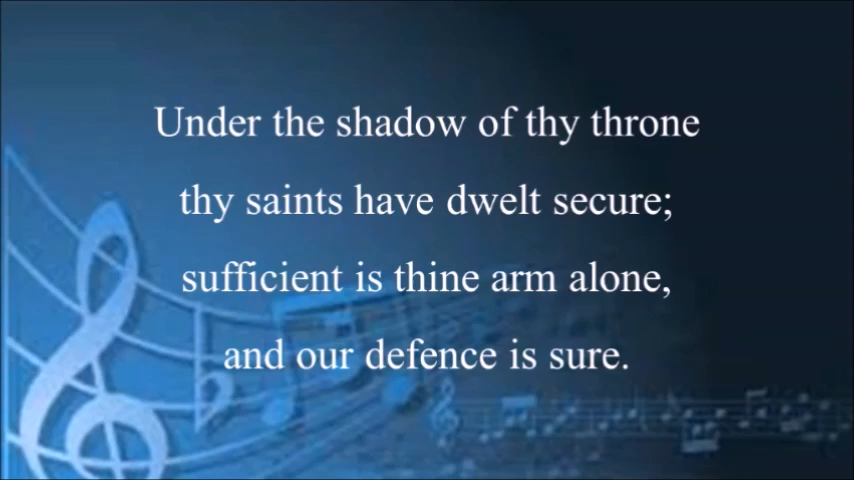 Under the shadow of thy throne
thy saints have dwelt secure;
sufficient is thine arm alone,
and our defence is sure.